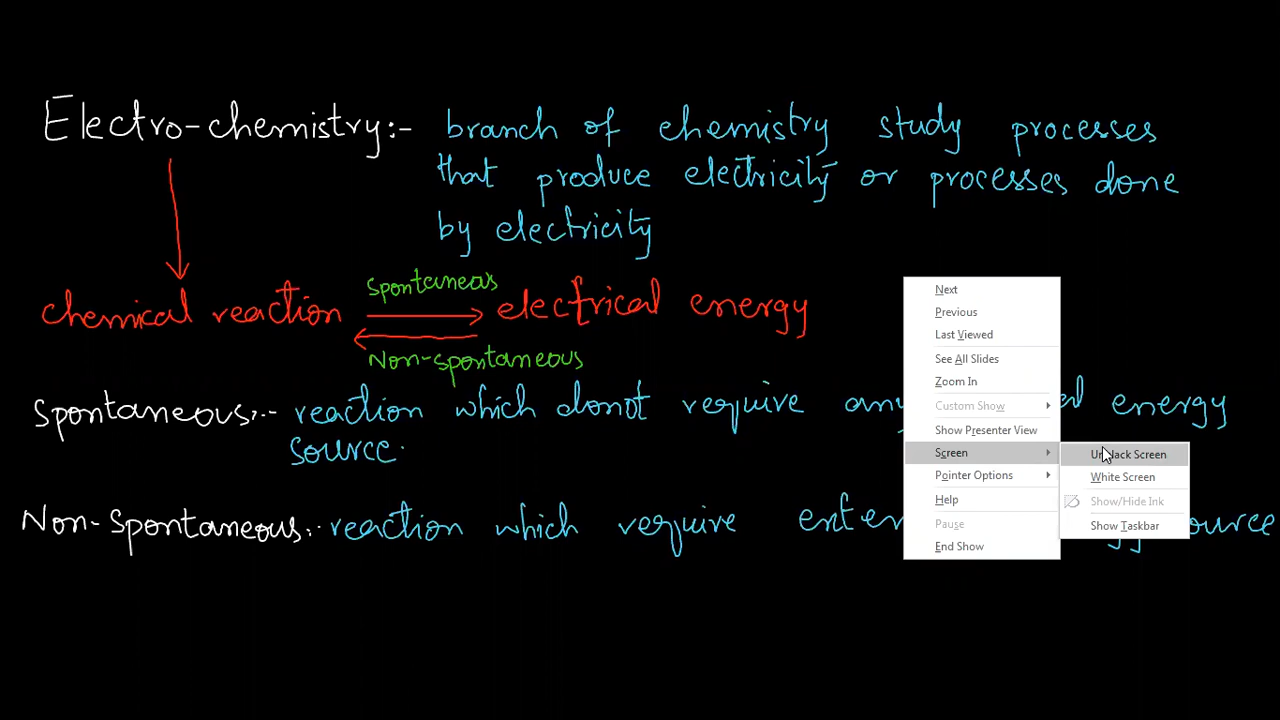 Electro-chemistry:- branch of chemistry study processes
that produce electricity or processes done
by electricity
chemical reaction spontaneous electrical energy
Non-spontaneous
Spontaneous:- reaction which donot require any energy
source.
Non-Spontaneous:- reaction which require source
Next
Previous
Last Viewed
See All Slides
Zoom In
Custom Show
Show Presenter View
Screen
Pointer Options
Help
Pause
End Show
Screen
White Screen
Show/Hide Ink
Show Taskbar